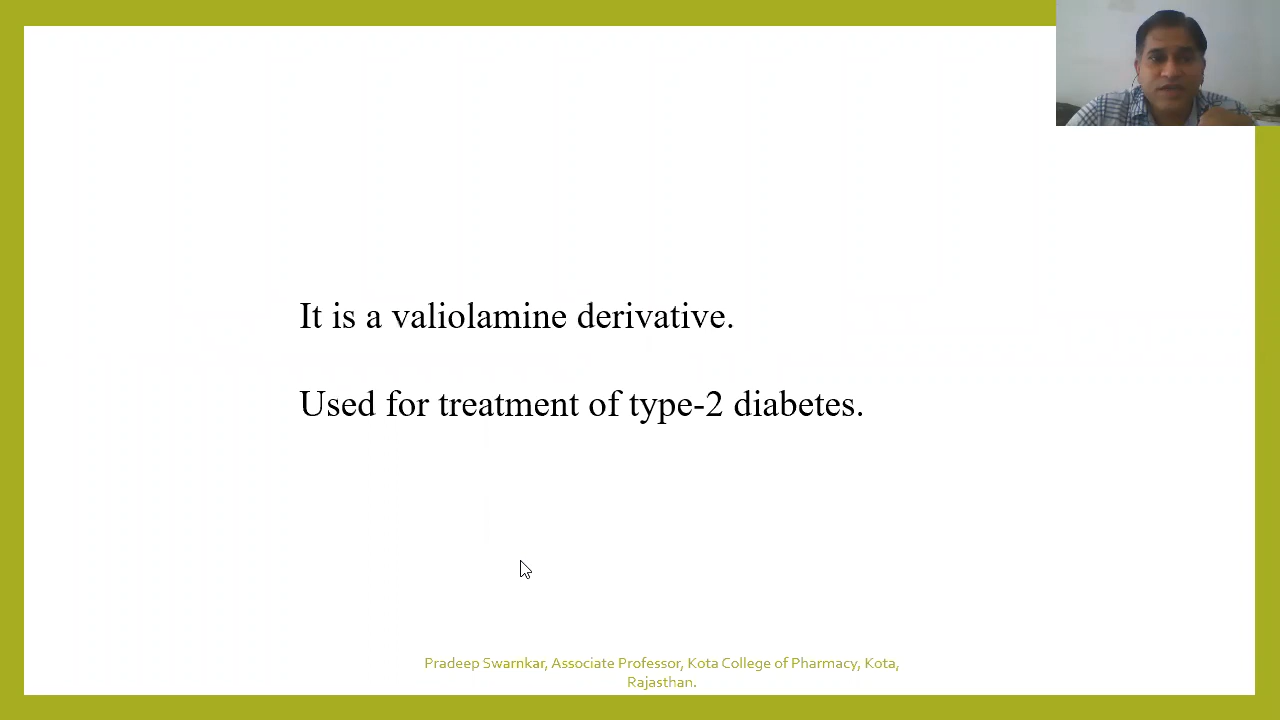 It is a valiolamine derivative.
Used for treatment of type-2 diabetes.
Pradeep Swarnkar, Associate Professor, Kota College of Pharmacy, Kota,
Rajasthan.